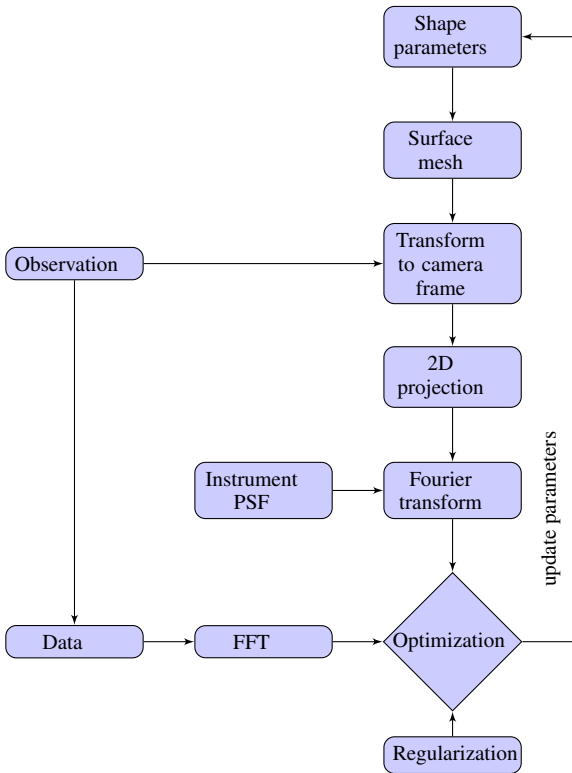 Shape
parameters
Surface
mesh
Transform
to camera
frame
Observation
2D
projection
Instrument
PSF
Fourier
transform
update parameters
Data
FFT
Optimization
Regularization